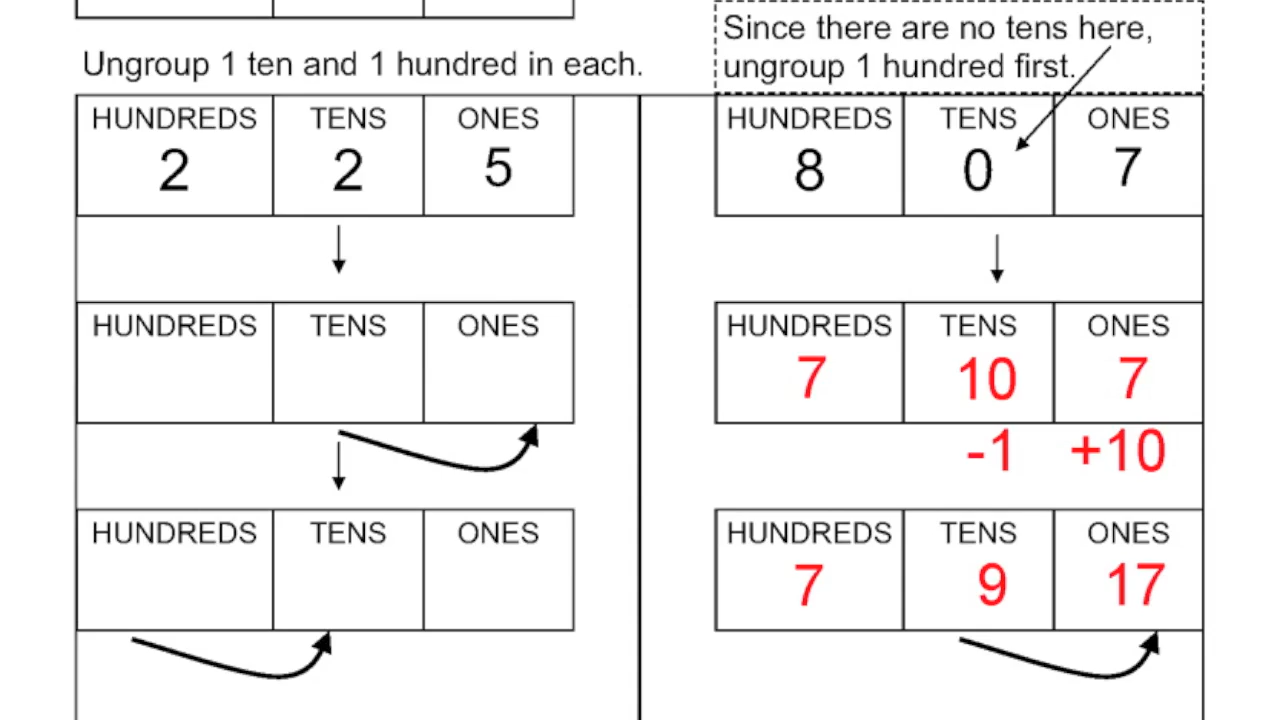 Since there are no tens here,
ungroup 1 hundred first.
Ungroup 1 ten and 1 hundred in each.
HUNDREDS TENS ONES
2 2 5
HUNDREDS TENS ONES
HUNDREDS TENS ONES
HUNDREDS TENS ONES
8 0 7
HUNDREDS TENS ONES
7 10 7
-1 +10
HUNDREDS TENS ONES
7 9 17